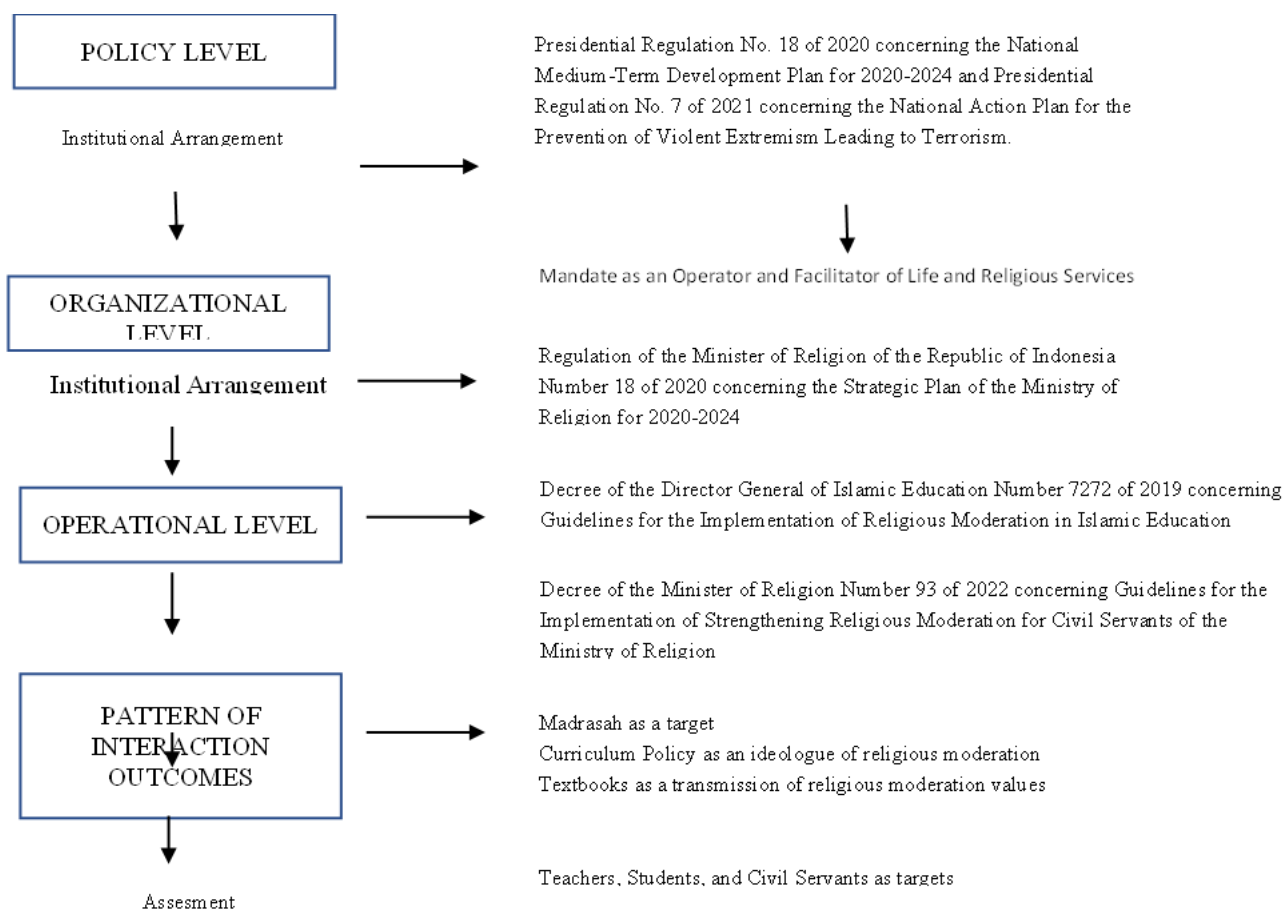 POLICY LEVEL
Presidential Regulation No. 18 of 2020 concerning the National
Medium-Term Development Plan for 2020-2024 and Presidential
Regulation No. 7 of 2021 concerning the National Action Plan for the
Prevention of Violent Extremism Leading to Terrorism.
Institutional Arrangement
Mandate as an Operator and Facilitator of Life and Religious Services
ORGANIZATIONAL
LEVEL
Regulation of the Minister of Religion of the Republic of Indonesia
Number 18 of 2020 concerning the Strategic Plan of the Ministry of
Religion for 2020-2024
Institutional Arrangement
OPERATIONAL LEVEL
Decree of the Director General of Islamic Education Number 7272 of 2019 concerning
Guidelines for the Implementation of Religious Moderation in Islamic Education
Decree of the Minister of Religion Number 93 of 2022 concerning Guidelines for the
Implementation of Strengthening Religious Moderation for Civil Servants of the
Ministry of Religion
PATTERN OF
INTERACTION
OUTCOMES
Madrasah as a target
Curriculum Policy as an ideologue of religious moderation
Textbooks as a transmission of religious moderation values
Teachers, Students, and Civil Servants as targets
Assesment